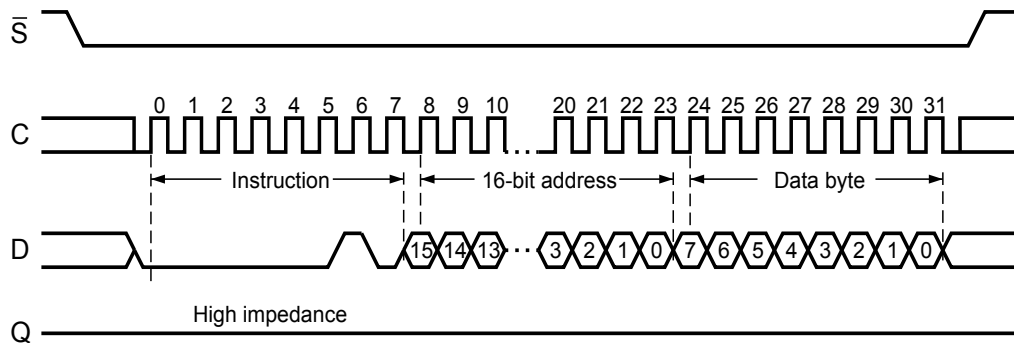 S̅
0 1 2 3 4 5 6 7 8 9 10 20 21 22 23 24 25 26 27 28 29 30 31
C
Instruction 16-bit address Data byte
D 15 14 13 3 2 1 0 7 6 5 4 3 2 1 0
High impedance
Q